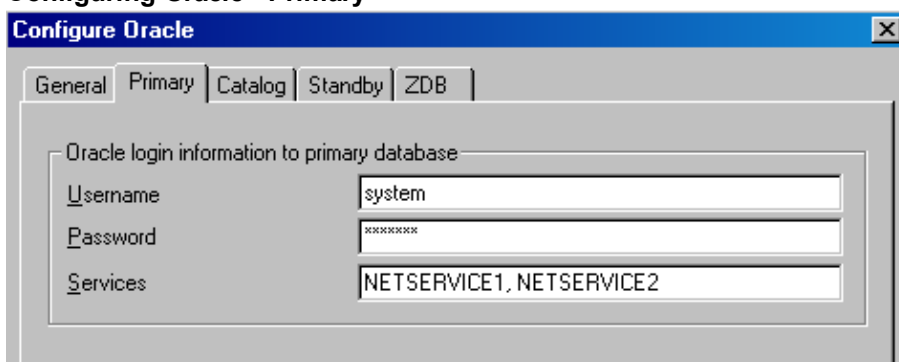 Configuring Oracle - Primary
Configure Oracle
General Primary Catalog Standby ZDB
Oracle login information to primary database
Username system
Password *******
Services NETSERVICE1, NETSERVICE2